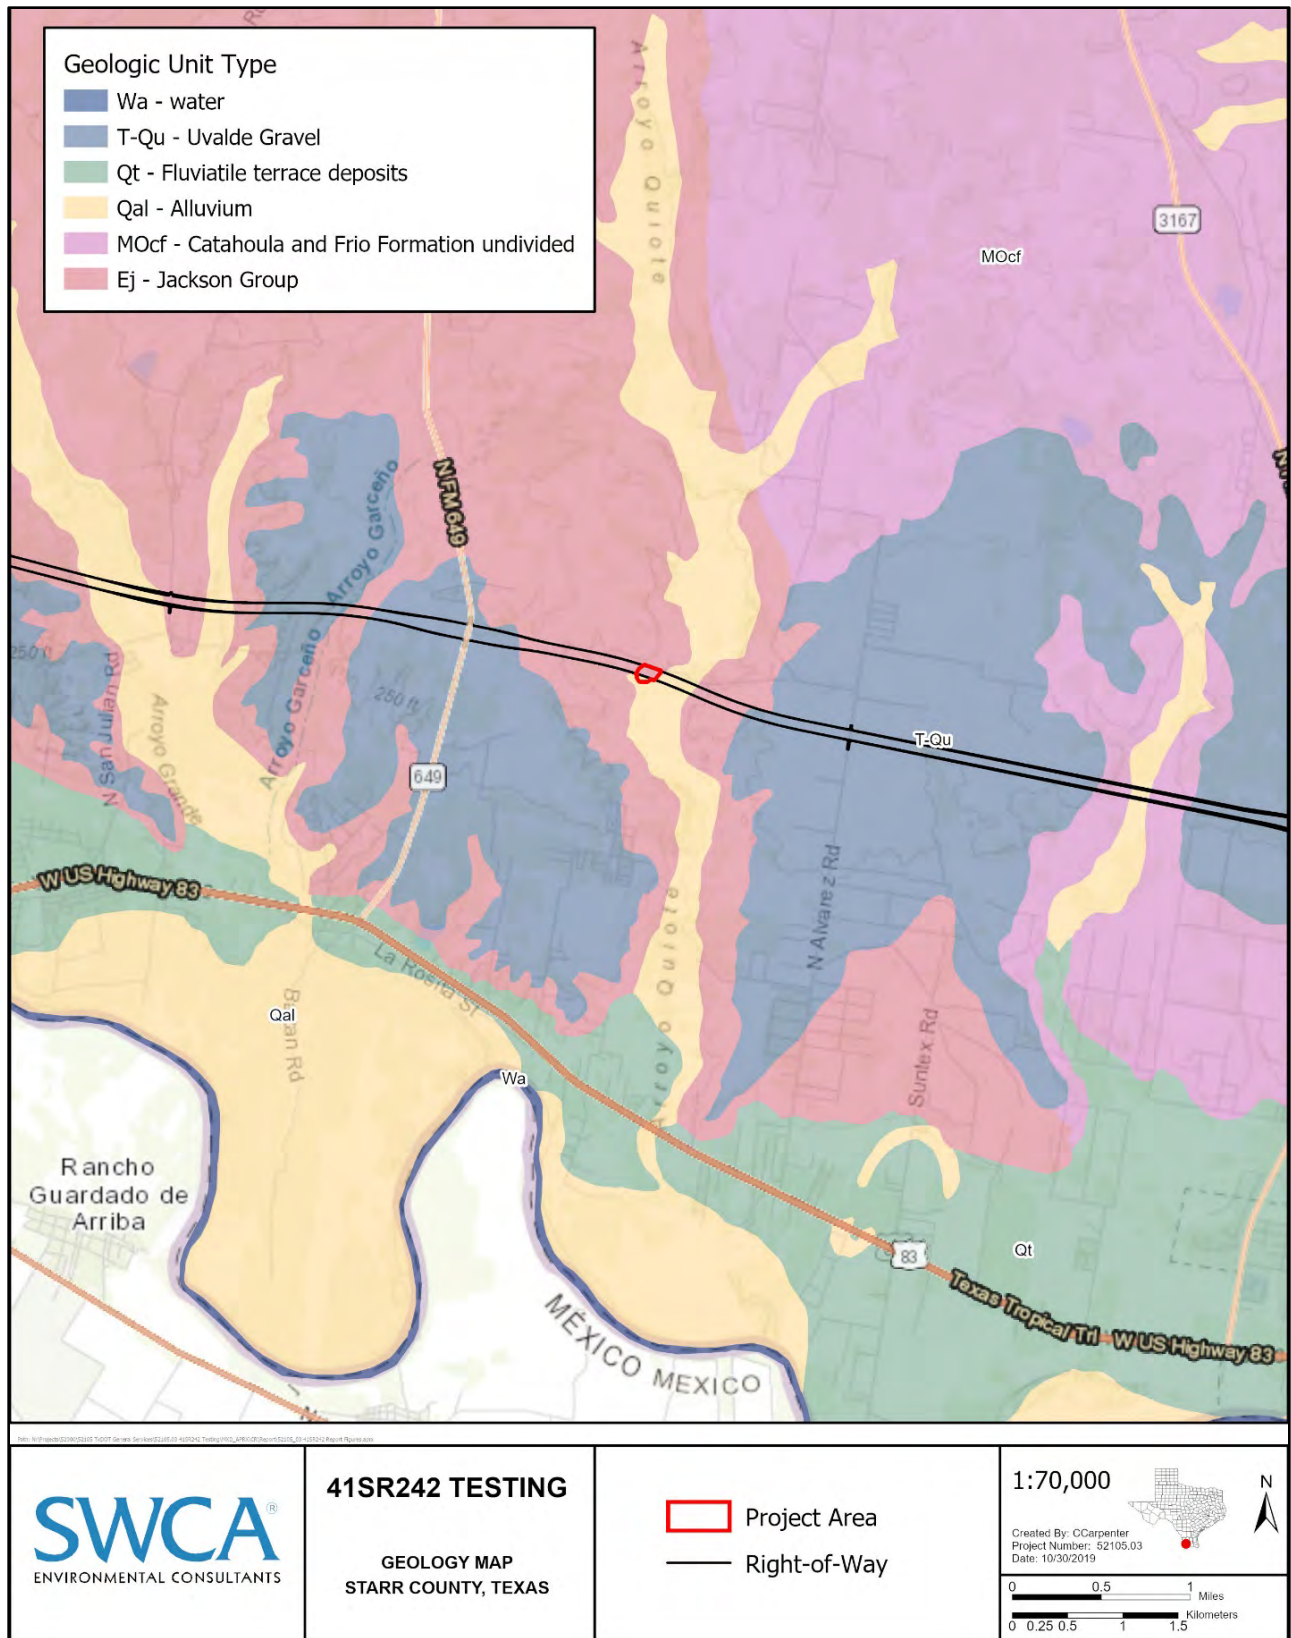 Geologic Unit Type
Wa - water
T-Qu - Uvalde Gravel
Qt - Fluviatile terrace deposits
Qal - Alluvium
MOcf - Catahoula and Frio Formation undivided
Ej - Jackson Group
Arroyo Quiote
3167
MOcf
N FM 649
Arroyo Garceño
Arroyo Garceño
250 ft
N San Julian Rd
Arroyo Grande
250 ft
649
T-Qu
N Alvarez Rd
W US Highway 83
La Rosita St
Arroyo Quiote
Suntex Rd
Qal
Wa
Rancho
Guardado de
Arriba
MÉXICO MEXICO
83
Qt
Texas Tropical Trl - W US Highway 83
SWCA®
ENVIRONMENTAL CONSULTANTS
41SR242 TESTING
GEOLOGY MAP
STARR COUNTY, TEXAS
Project Area
Right-of-Way
1:70,000
N
Created By: CCarpenter
Project Number: 52105.03
Date: 10/30/2019
0 0.5 1
Miles
Kilometers
0 0.25 0.5 1 1.5